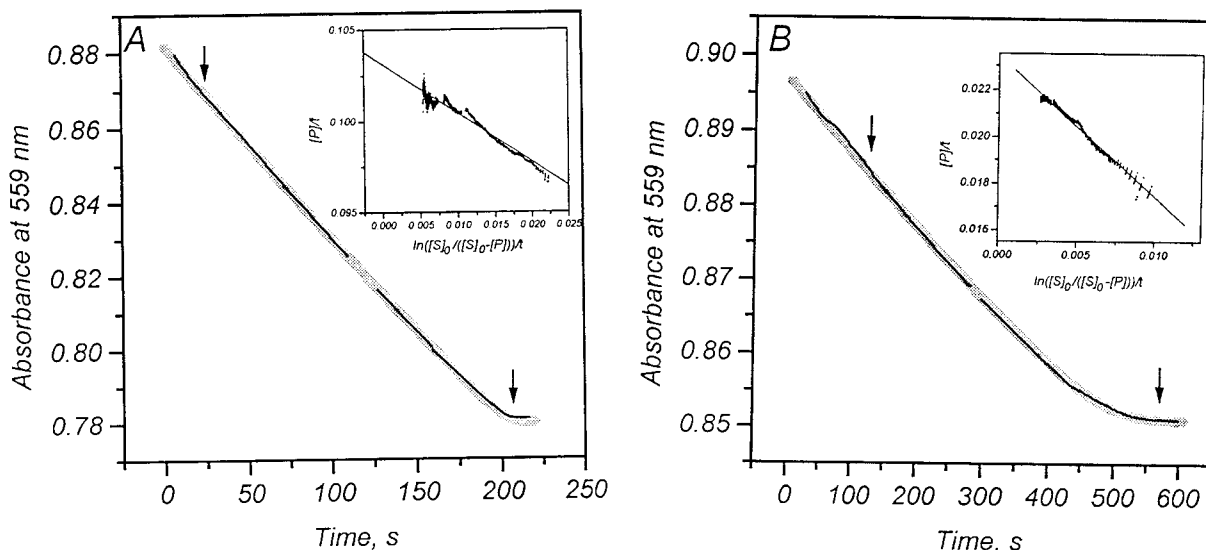 A
Absorbance at 559 nm
0.88
0.86
0.84
0.82
0.80
0.78
0 50 100 150 200 250
Time, s
[P]/t
0.105
0.100
0.095
0.000 0.005 0.010 0.015 0.020 0.025
ln([S]0/([S]0-[P]))/t
B
Absorbance at 559 nm
0.90
0.89
0.88
0.87
0.86
0.85
0 100 200 300 400 500 600
Time, s
[P]/t
0.022
0.020
0.018
0.016
0.000 0.005 0.010
ln([S]0/([S]0-[P]))/t